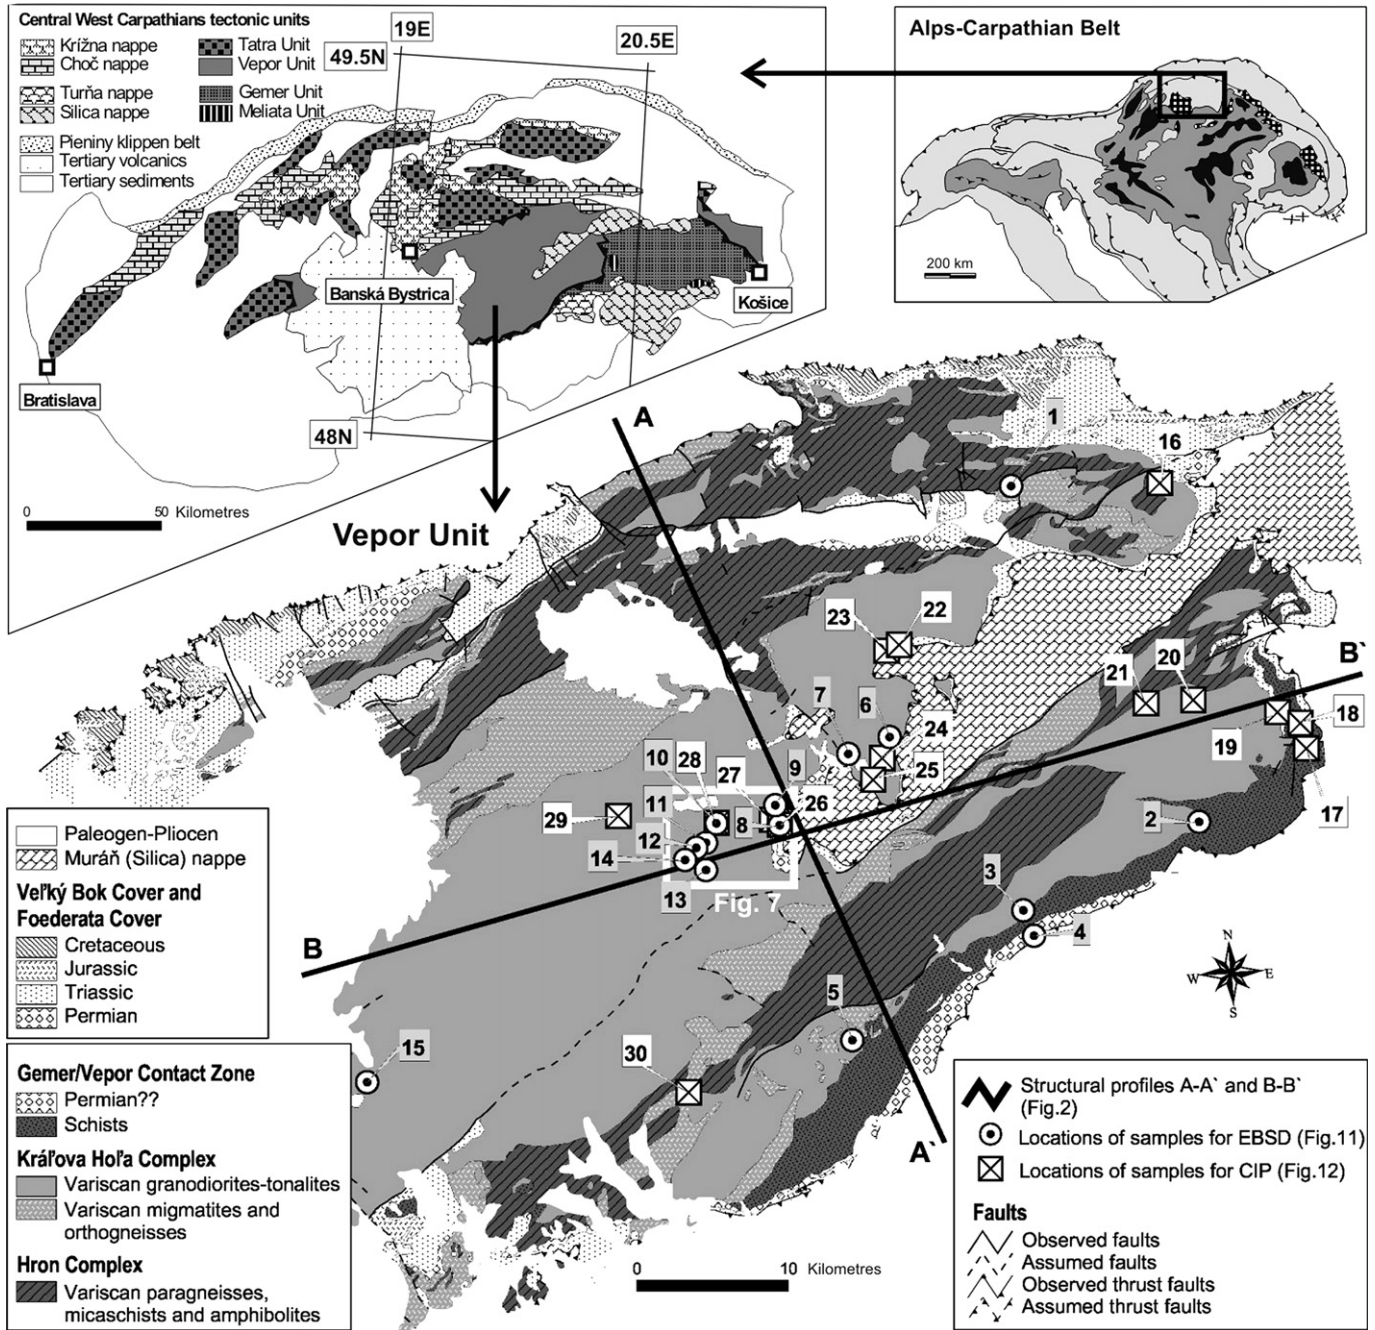 Central West Carpathians tectonic units
Krížna nappe
Choč nappe
Turňa nappe
Silica nappe
Pieniny klippen belt
Tertiary volcanics
Tertiary sediments
Tatra Unit
Vepor Unit
Gemer Unit
Meliata Unit
19E
49.5N
20.5E
48N
Banská Bystrica
Košice
Bratislava
0
50
Kilometres
Alps-Carpathian Belt
200 km
Vepor Unit
A
1
16
23
22
B`
21
20
7
6
24
18
19
10
28
27
9
25
17
29
11
26
8
2
12
14
13
Fig. 7
3
4
B
5
15
30
A`
N
W
E
S
0
10
Kilometres
Paleogen-Pliocen
Muráň (Silica) nappe
Veľký Bok Cover and
Foederata Cover
Cretaceous
Jurassic
Triassic
Permian
Gemer/Vepor Contact Zone
Permian??
Schists
Kráľova Hoľa Complex
Variscan granodiorites-tonalites
Variscan migmatites and
orthogneisses
Hron Complex
Variscan paragneisses,
micaschists and amphibolites
Structural profiles A-A` and B-B`
(Fig.2)
Locations of samples for EBSD (Fig.11)
Locations of samples for CIP (Fig.12)
Faults
Observed faults
Assumed faults
Observed thrust faults
Assumed thrust faults